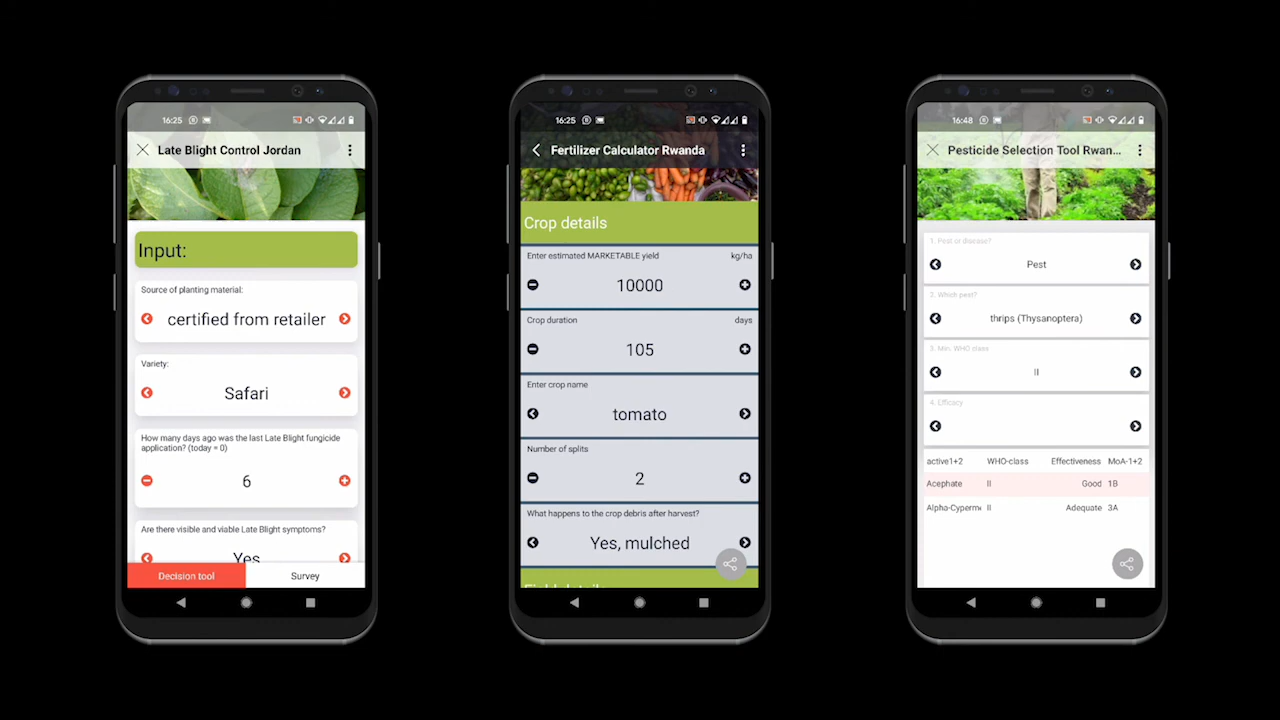 16:25
Late Blight Control Jordan
Input:
Source of planting material:
certified from retailer
Variety:
Safari
How many days ago was the last Late Blight fungicide
application? (today = 0)
6
Are there visible and viable Late Blight symptoms?
Yes
Decision tool Survey
16:25
Fertilizer Calculator Rwanda
Crop details
Enter estimated MARKETABLE yield kg/ha
10000
Crop duration days
105
Enter crop name
tomato
Number of splits
2
What happens to the crop debris after harvest?
Yes, mulched
Field details
16:48
Pesticide Selection Tool Rwan...
1. Pest or disease?
Pest
2. Which pest?
thrips (Thysanoptera)
3. Min. WHO class
II
4. Efficacy
active1+2 WHO-class Effectiveness MoA-1+2
Acephate II Good 1B
Alpha-Cyperme II Adequate 3A